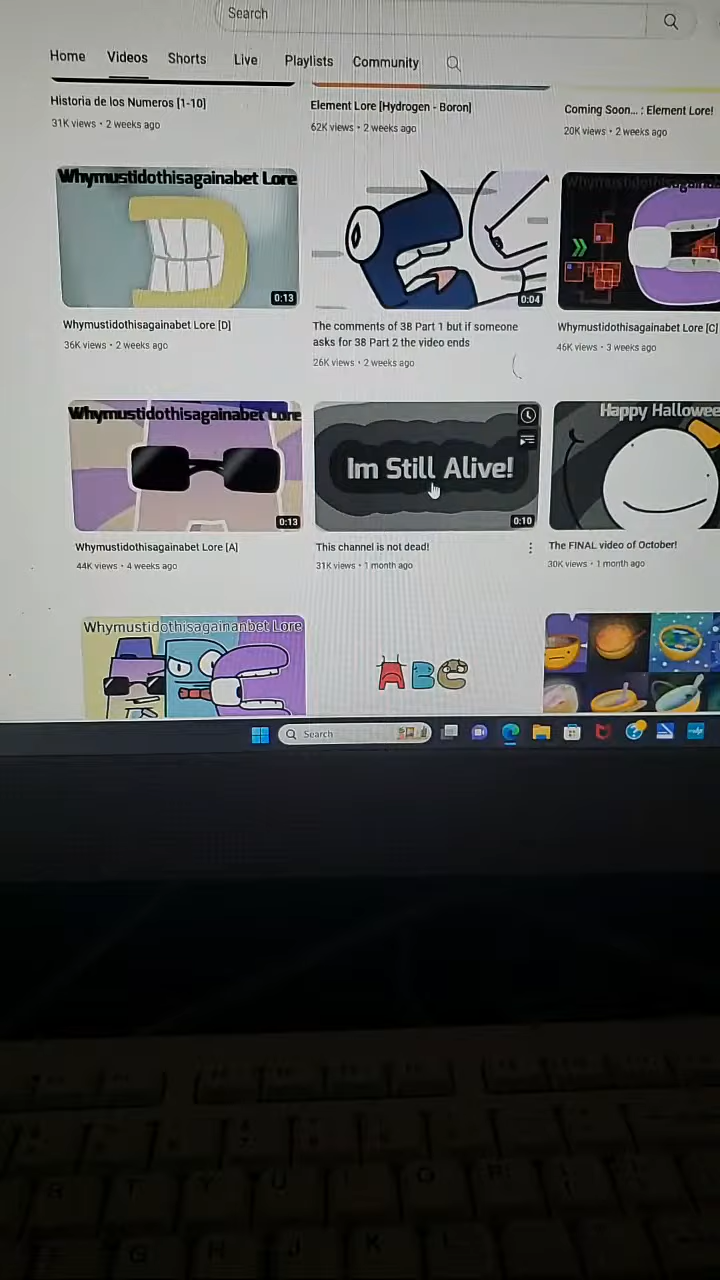 Search
Home Videos Shorts Live Playlists Community
Historia de los Numeros [1-10]
31K views • 2 weeks ago
Element Lore [Hydrogen - Boron]
62K views • 2 weeks ago
Coming Soon... : Element Lore!
20K views • 2 weeks ago
Whymustidothisagainabet Lore
0:13
Whymustidothisagainabet Lore [D]
36K views • 2 weeks ago
0:04
The comments of 38 Part 1 but if someone
asks for 38 Part 2 the video ends
26K views • 2 weeks ago
Whymustidothisagaina
Whymustidothisagainabet Lore [C]
46K views • 3 weeks ago
Whymustidothisagainabet Lore
0:13
Whymustidothisagainabet Lore [A]
44K views • 4 weeks ago
Im Still Alive!
0:10
This channel is not dead!
31K views • 1 month ago
Happy Hallowee
The FINAL video of October!
30K views • 1 month ago
Whymustidothisagainanbet Lore
ABC
Search